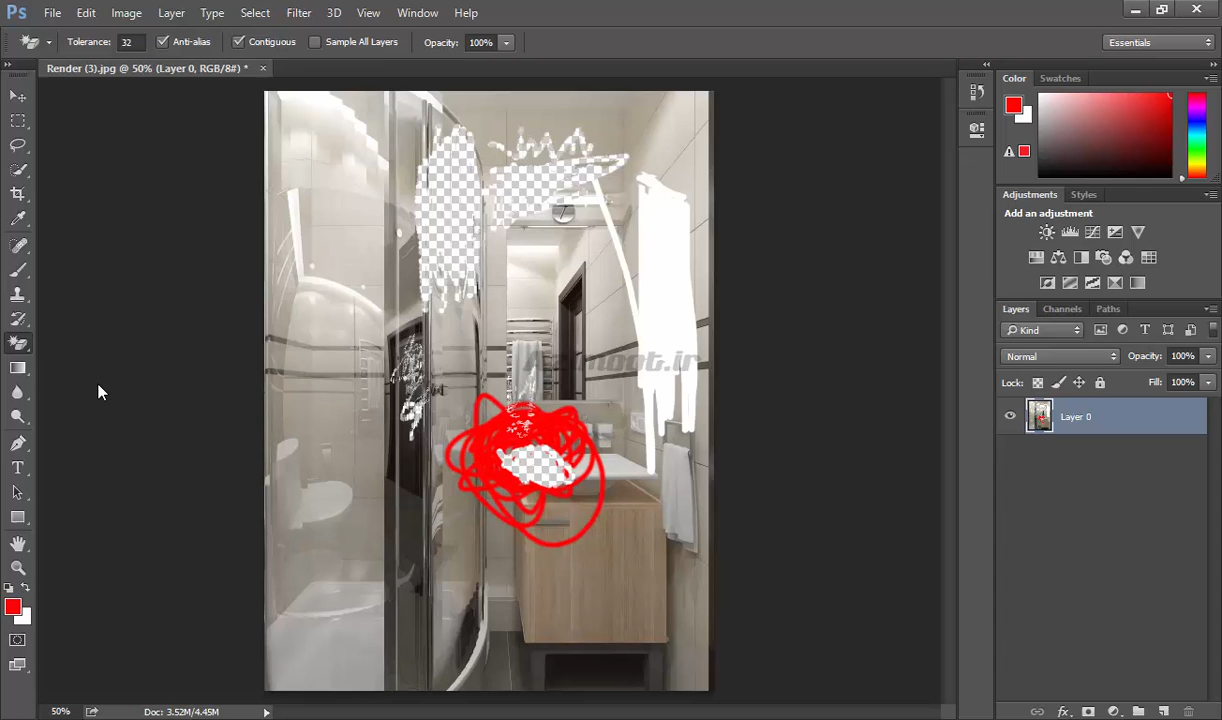 Ps File Edit Image Layer Type Select Filter 3D View Window Help
Tolerance: 32 Anti-alias Contiguous Sample All Layers Opacity: 100% Essentials
Render (3).jpg @ 50% (Layer 0, RGB/8#) *
Color Swatches
Adjustments Styles
Add an adjustment
Layers Channels Paths
Kind
Normal Opacity: 100%
Lock: Fill: 100%
Layer 0
50% Doc: 3.52M/4.45M